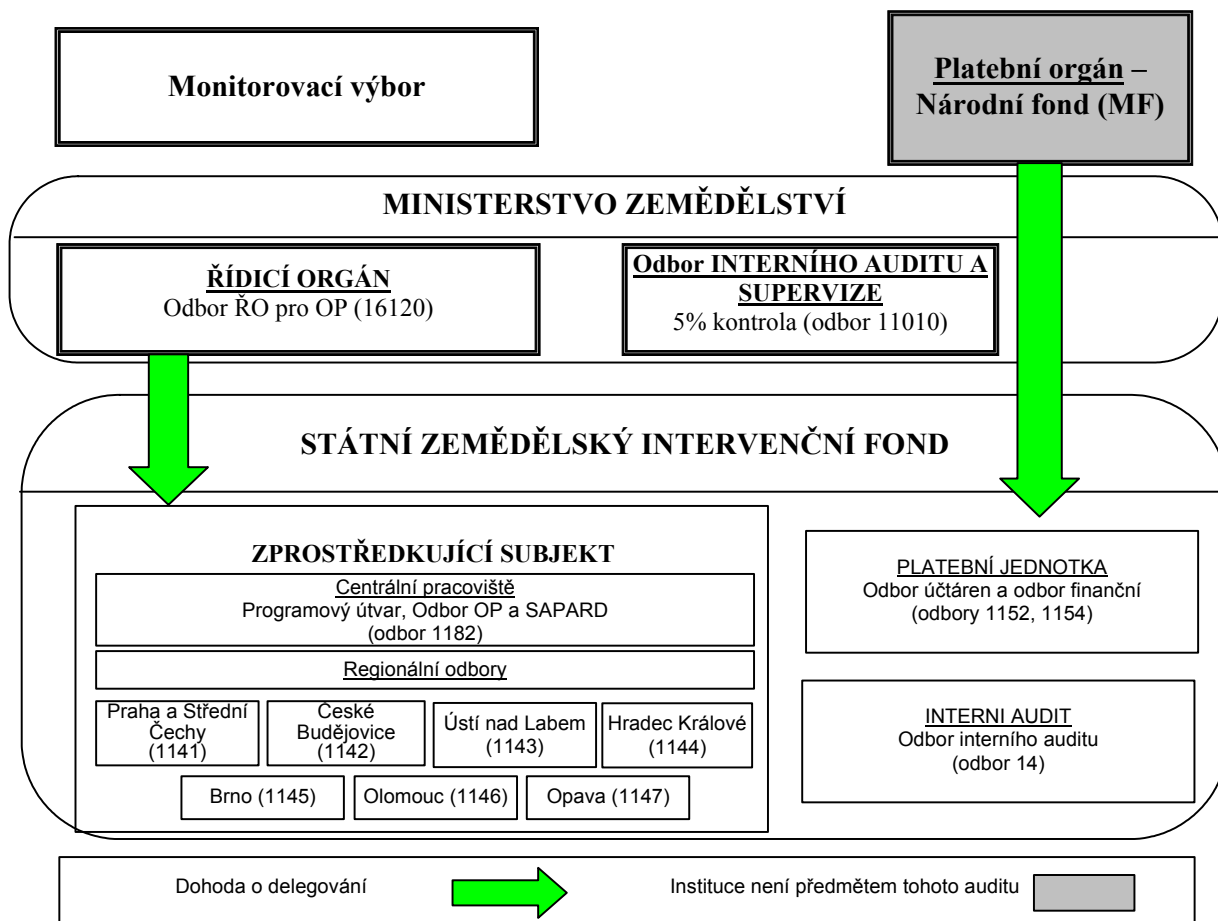 Monitorovací výbor
Platební orgán –
Národní fond (MF)
MINISTERSTVO ZEMĚDĚLSTVÍ
ŘÍDICÍ ORGÁN
Odbor ŘO pro OP (16120)
Odbor INTERNÍHO AUDITU A
SUPERVIZE
5% kontrola (odbor 11010)
STÁTNÍ ZEMĚDĚLSKÝ INTERVENČNÍ FOND
ZPROSTŘEDKUJÍCÍ SUBJEKT
Centrální pracoviště
Programový útvar, Odbor OP a SAPARD
(odbor 1182)
Regionální odbory
Praha a Střední
Čechy
(1141)
České
Budějovice
(1142)
Ústí nad Labem
(1143)
Hradec Králové
(1144)
Brno (1145)
Olomouc (1146)
Opava (1147)
PLATEBNÍ JEDNOTKA
Odbor účtáren a odbor finanční
(odbory 1152, 1154)
INTERNI AUDIT
Odbor interního auditu
(odbor 14)
Dohoda o delegování
Instituce není předmětem tohoto auditu